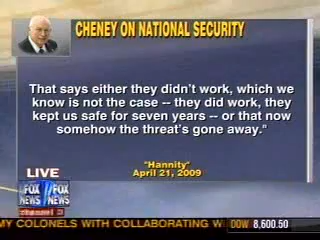 CHENEY ON NATIONAL SECURITY
That says either they didn't work, which we
know is not the case -- they did work, they
kept us safe for seven years -- or that now
somehow the threat's gone away."
"Hannity"
April 21, 2009
LIVE
FOX FOX
NEWS NEWS
channel
MY COLONELS WITH COLLABORATING W DOW 8,600.50